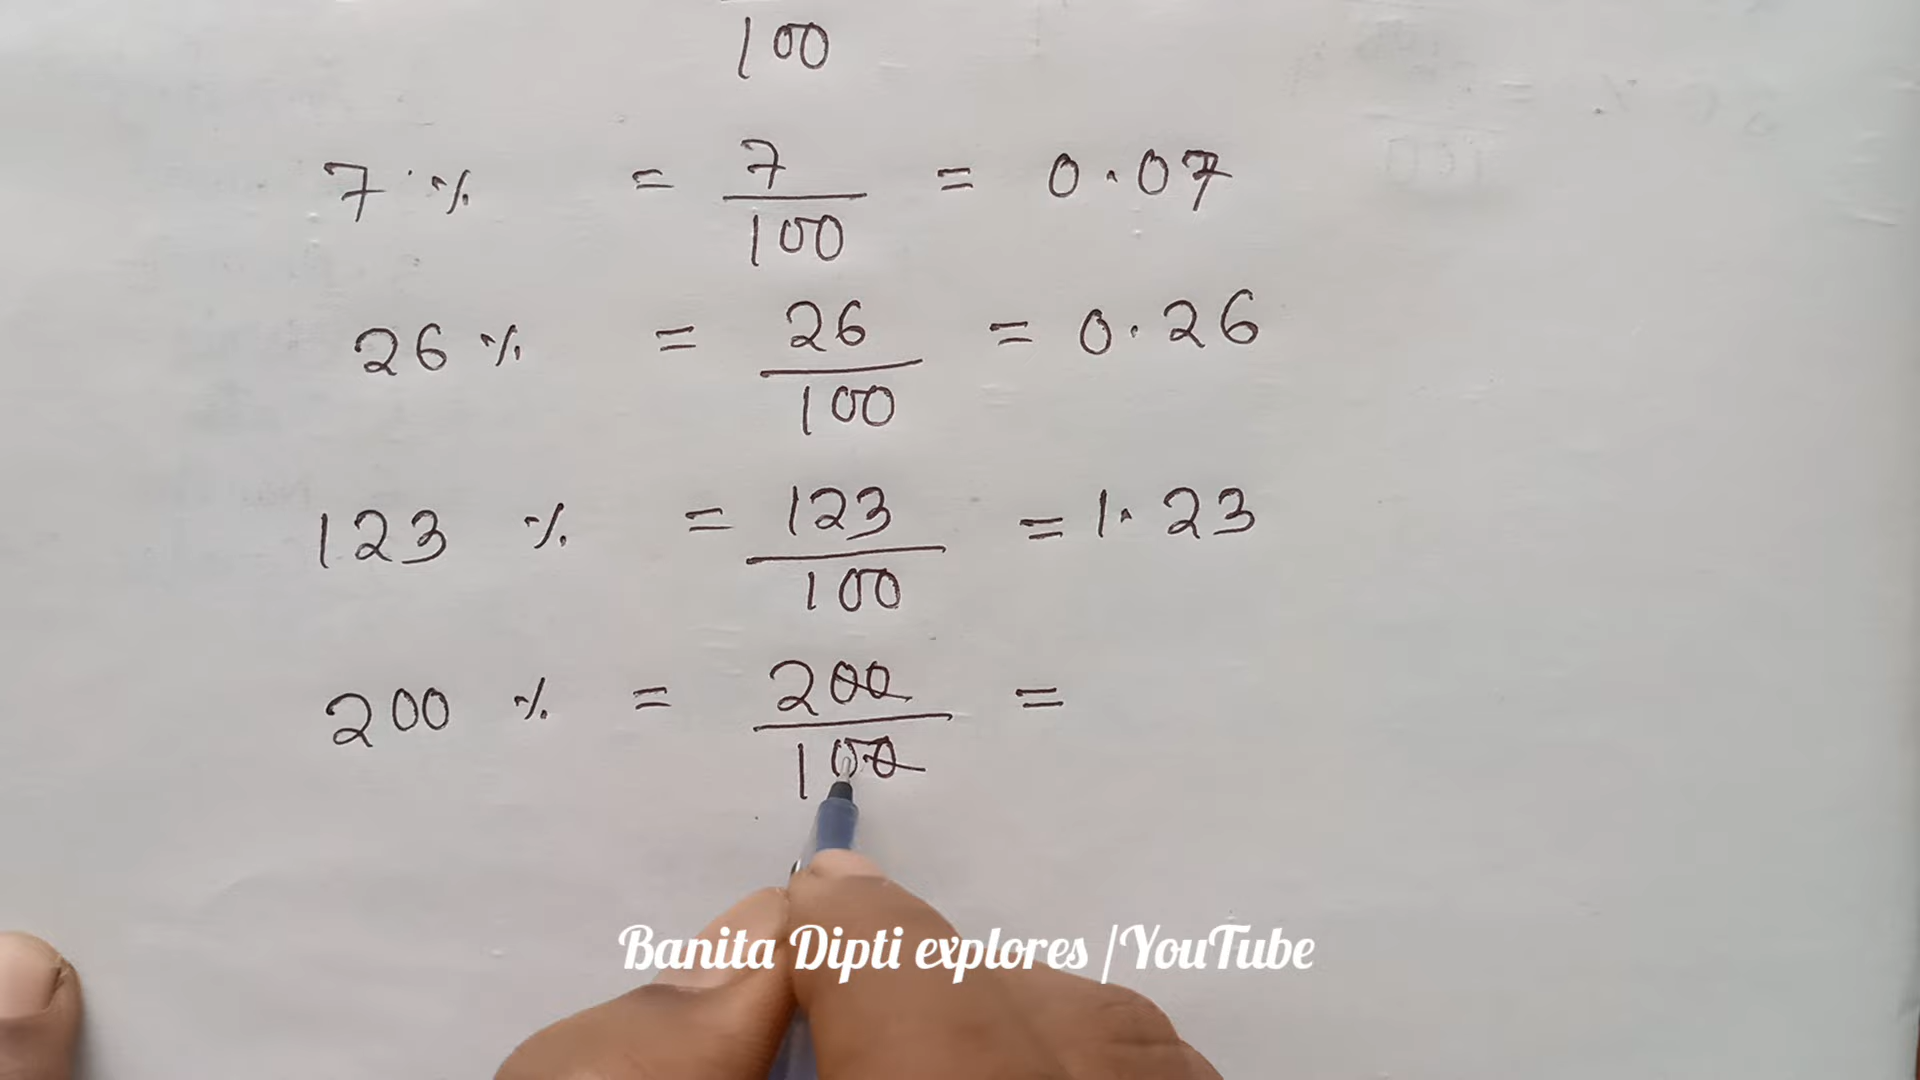 100
7 % = 7/100 = 0.07
26 % = 26/100 = 0.26
123 % = 123/100 = 1.23
200 % = 200/100 =
Banita Dipti explores /YouTube